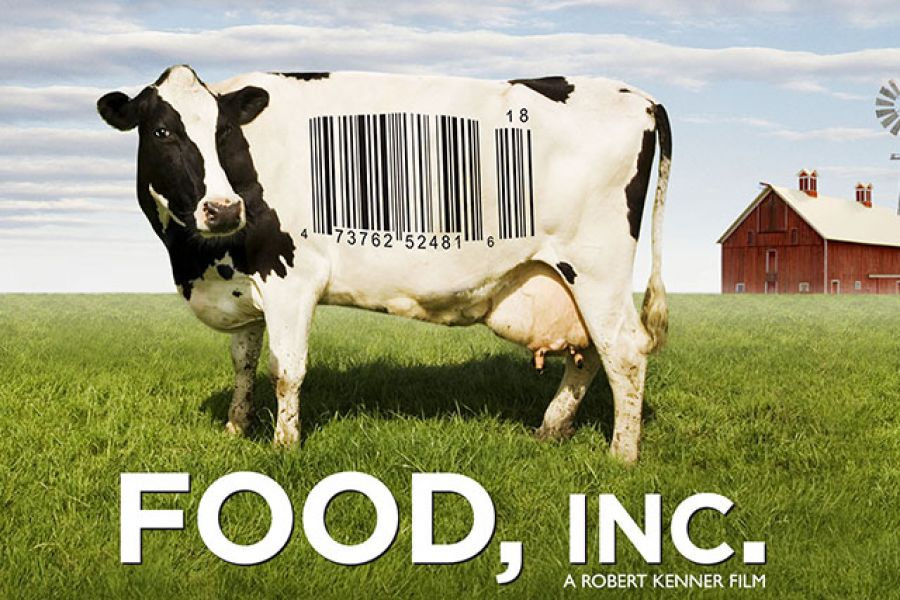 18
4 73762 52481 6
FOOD, INC.
A ROBERT KENNER FILM